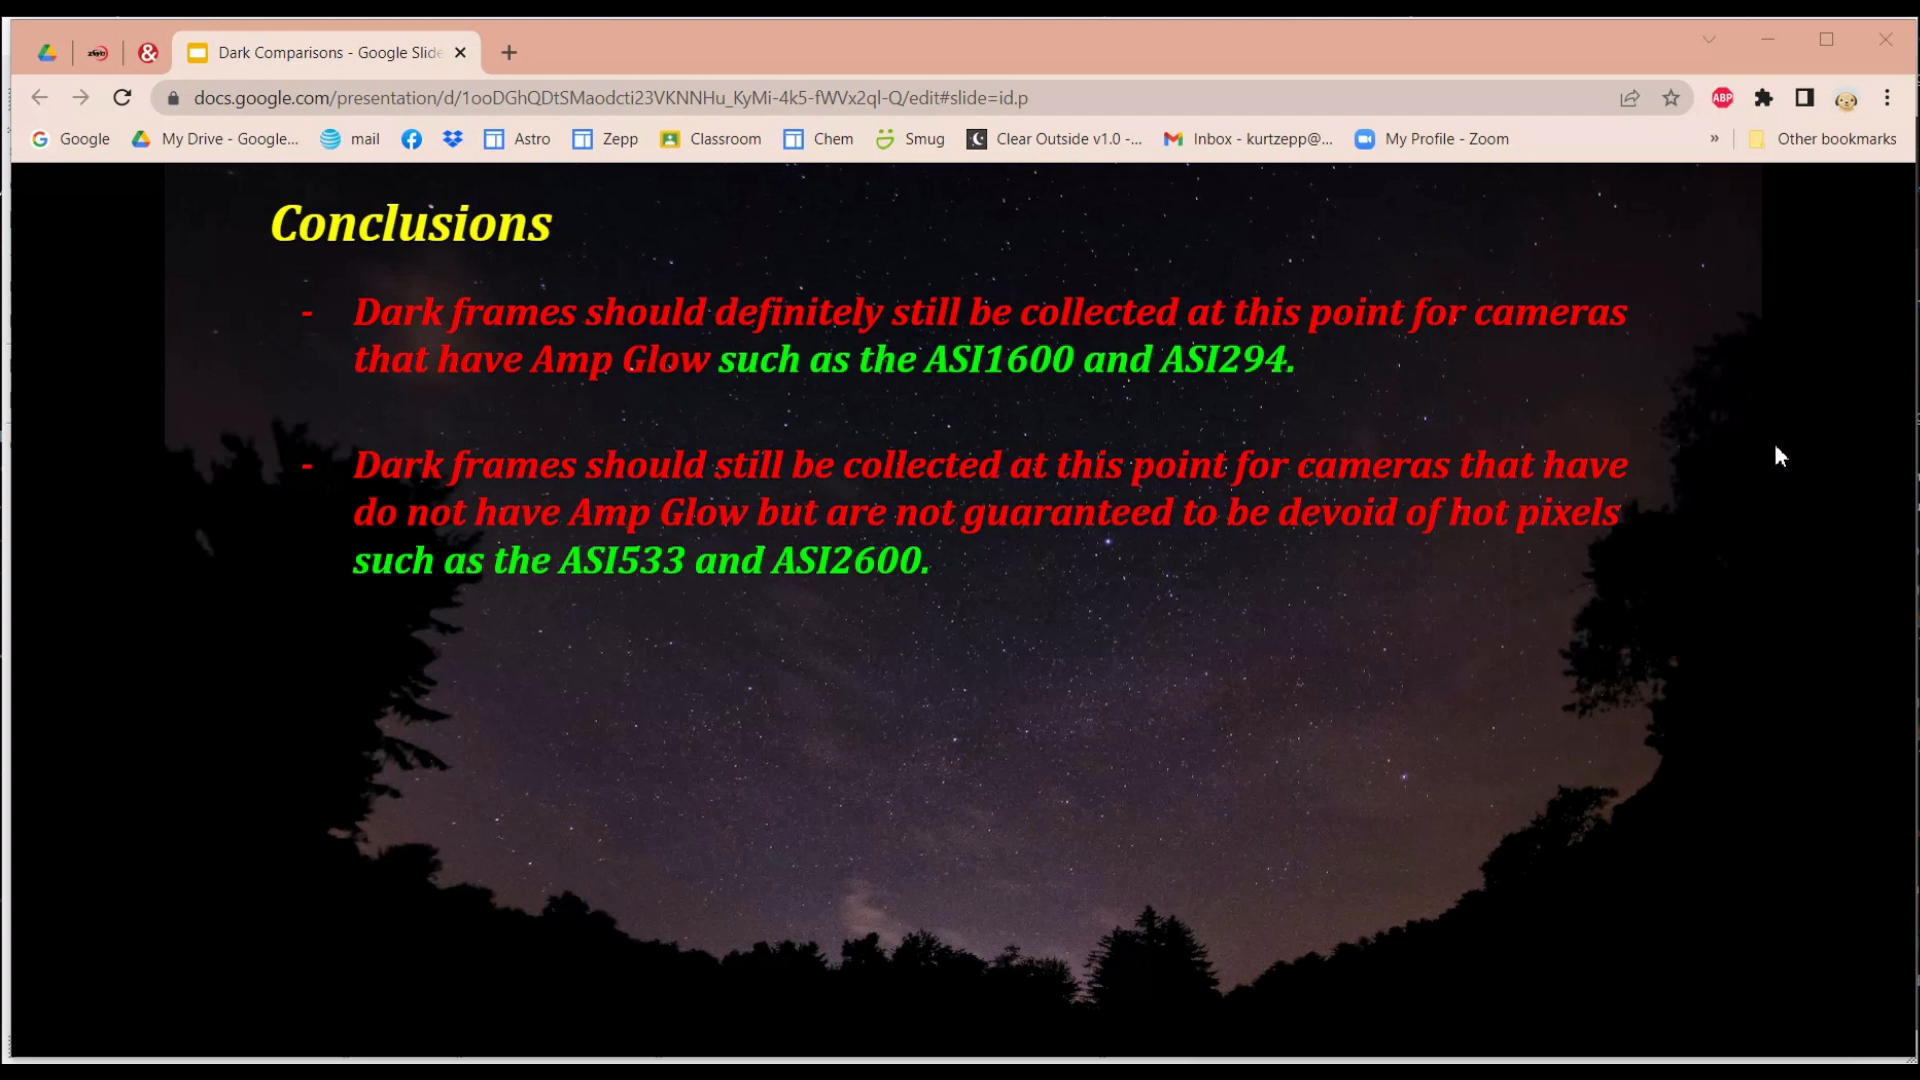 Dark Comparisons - Google Slide
docs.google.com/presentation/d/1ooDGhQDtSMaodcti23VKNNHu_KyMi-4k5-fWVx2ql-Q/edit#slide=id.p
ABP
Google My Drive - Google... mail Astro Zepp Classroom Chem Smug Clear Outside v1.0 -... Inbox - kurtzepp@... My Profile - Zoom » Other bookmarks
Conclusions
- Dark frames should definitely still be collected at this point for cameras
that have Amp Glow such as the ASI1600 and ASI294.
- Dark frames should still be collected at this point for cameras that have
do not have Amp Glow but are not guaranteed to be devoid of hot pixels
such as the ASI533 and ASI2600.